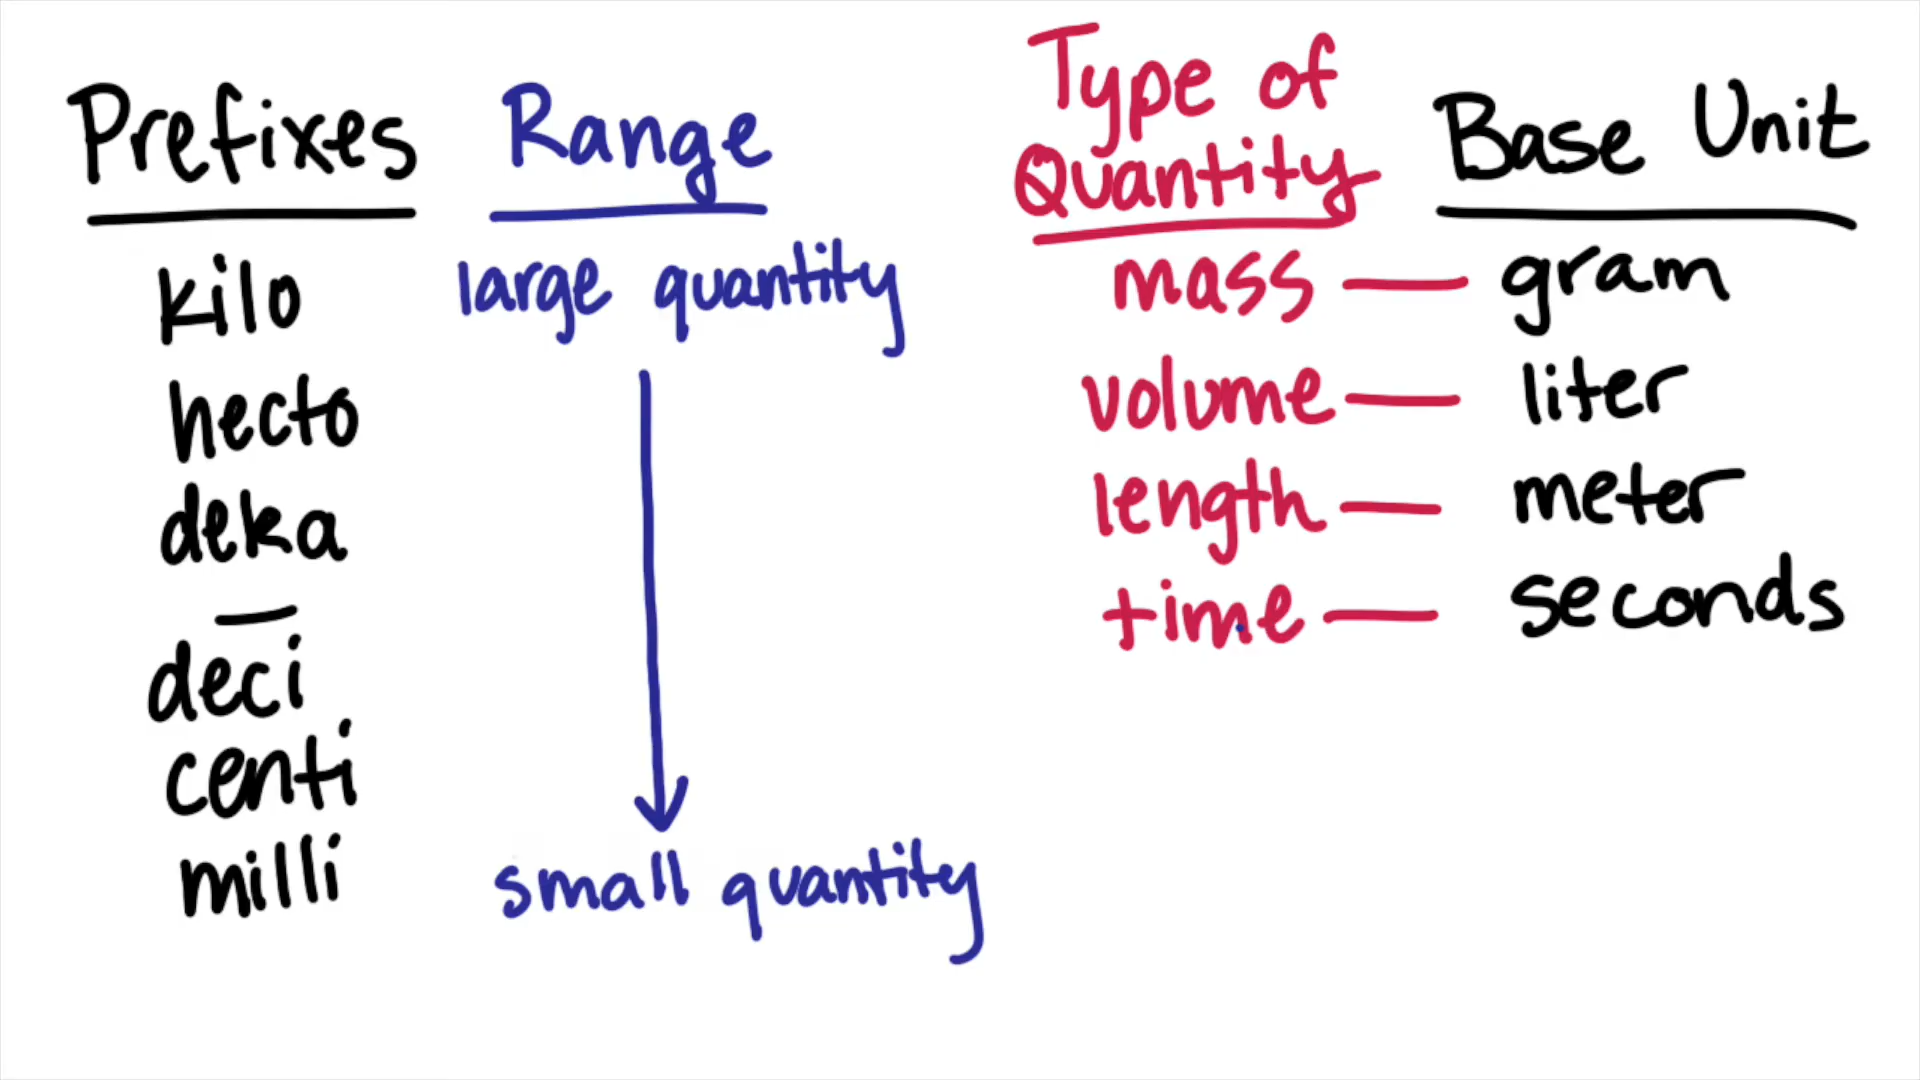 Prefixes
kilo
hecto
deka
—
deci
centi
milli
Range
large quantity
small quantity
Type of
Quantity
mass —
volume —
length —
time —
Base Unit
gram
liter
meter
seconds